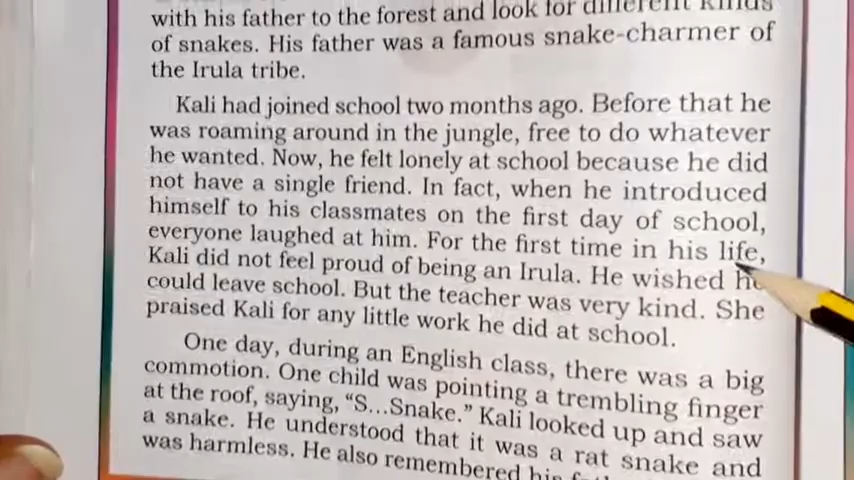 with his father to the forest and look for different kinds
of snakes. His father was a famous snake-charmer of
the Irula tribe.
Kali had joined school two months ago. Before that he
was roaming around in the jungle, free to do whatever
he wanted. Now, he felt lonely at school because he did
not have a single friend. In fact, when he introduced
himself to his classmates on the first day of school,
everyone laughed at him. For the first time in his life,
Kali did not feel proud of being an Irula. He wished he
could leave school. But the teacher was very kind. She
praised Kali for any little work he did at school.
One day, during an English class, there was a big
commotion. One child was pointing a trembling finger
at the roof, saying, “S...Snake.” Kali looked up and saw
a snake. He understood that it was a rat snake and
was harmless. He also remembered his